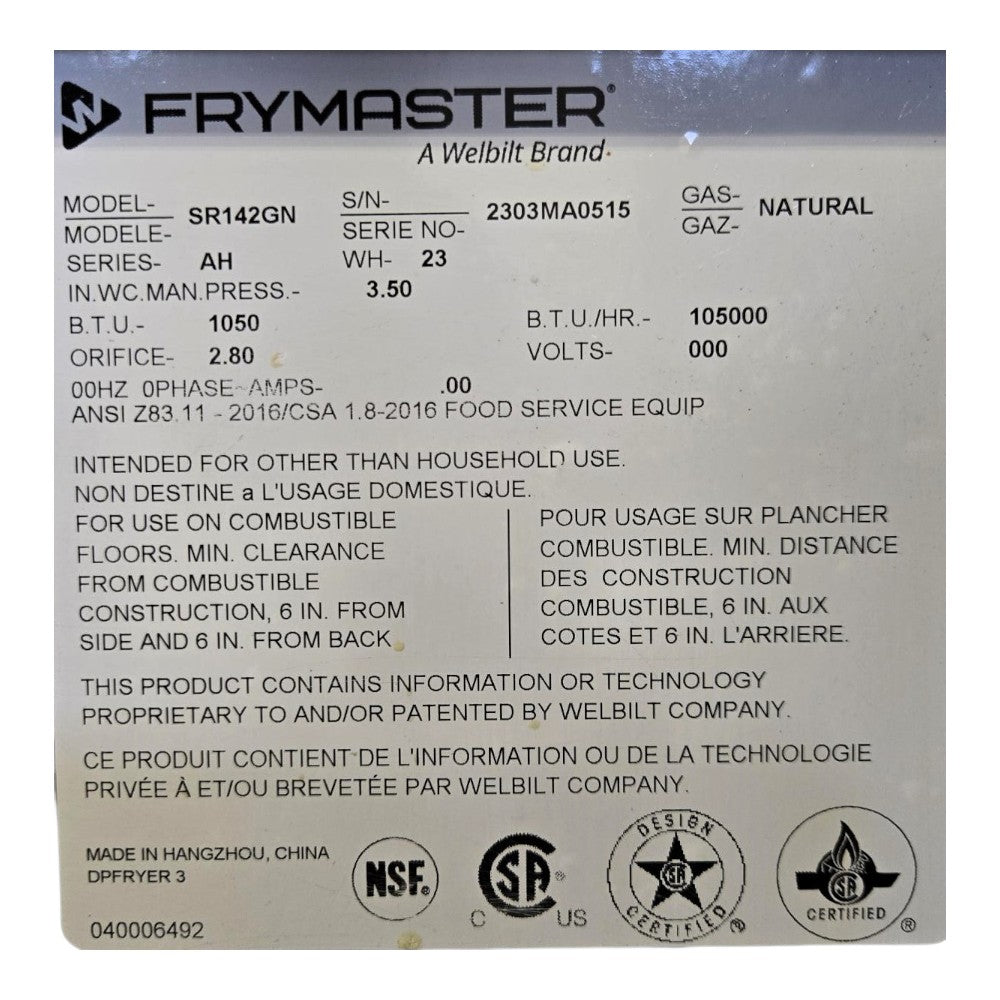 FRYMASTER®
A Welbilt Brand
MODEL- MODELE- SR142GN S/N- SERIE NO- 2303MA0515 GAS- GAZ- NATURAL
SERIES- AH WH- 23
IN.WC.MAN.PRESS.- 3.50
B.T.U.- 1050 B.T.U./HR.- 105000
ORIFICE- 2.80 VOLTS- 000
00HZ 0PHASE-AMPS- .00
ANSI Z83.11 - 2016/CSA 1.8-2016 FOOD SERVICE EQUIP
INTENDED FOR OTHER THAN HOUSEHOLD USE.
NON DESTINE a L'USAGE DOMESTIQUE.
FOR USE ON COMBUSTIBLE
FLOORS. MIN. CLEARANCE
FROM COMBUSTIBLE
CONSTRUCTION, 6 IN. FROM
SIDE AND 6 IN. FROM BACK
POUR USAGE SUR PLANCHER
COMBUSTIBLE. MIN. DISTANCE
DES CONSTRUCTION
COMBUSTIBLE, 6 IN. AUX
COTES ET 6 IN. L'ARRIERE.
THIS PRODUCT CONTAINS INFORMATION OR TECHNOLOGY
PROPRIETARY TO AND/OR PATENTED BY WELBILT COMPANY.
CE PRODUIT CONTIENT DE L'INFORMATION OU DE LA TECHNOLOGIE
PRIVÉE À ET/OU BREVETÉE PAR WELBILT COMPANY.
MADE IN HANGZHOU, CHINA
DPFRYER 3
040006492
NSF®
CSA®
C US
DESIGN
CSA
CERTIFIED ®
CSA
CERTIFIED ®